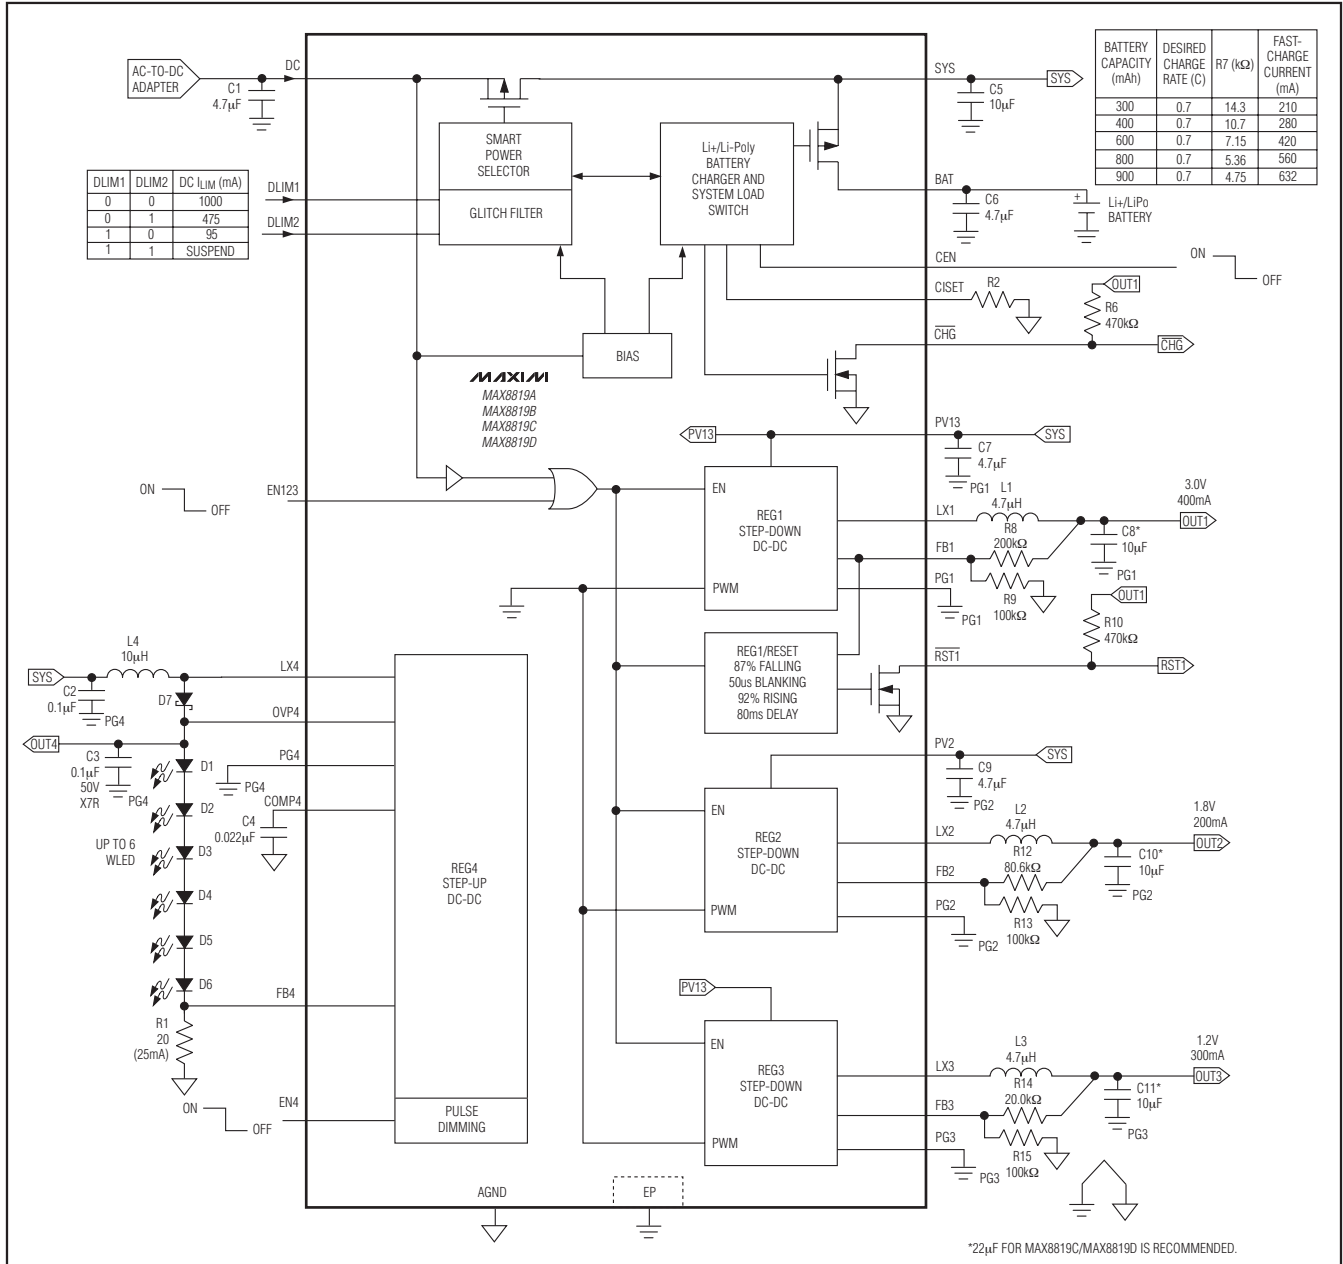 AC-TO-DC
ADAPTER
C1
4.7µF
DC
SYS
SYS
C5
10µF
BATTERY CAPACITY (mAh) DESIRED CHARGE RATE (C) R7 (kΩ) FAST-CHARGE CURRENT (mA)
300 0.7 14.3 210
400 0.7 10.7 280
600 0.7 7.15 420
800 0.7 5.36 560
900 0.7 4.75 632
SMART
POWER
SELECTOR
GLITCH FILTER
Li+/Li-Poly
BATTERY
CHARGER AND
SYSTEM LOAD
SWITCH
DLIM1 DLIM2 DC ILIM (mA)
0 0 1000
0 1 475
1 0 95
1 1 SUSPEND
DLIM1
DLIM2
BAT
C6
4.7µF
+
Li+/LiPo
BATTERY
CEN
ON
OFF
CISET
R2
OUT1
R6
470kΩ
CHG
CHG
BIAS
MAXIM
MAX8819A
MAX8819B
MAX8819C
MAX8819D
PV13
PV13
SYS
C7
4.7µF
PG1
ON
OFF
EN123
EN
REG1
STEP-DOWN
DC-DC
PWM
LX1
L1
4.7µH
3.0V
400mA
OUT1
R8
200kΩ
C8*
10µF
PG1
FB1
PG1
PG1
R9
100kΩ
OUT1
R10
470kΩ
REG1/RESET
87% FALLING
50us BLANKING
92% RISING
80ms DELAY
RST1
RST1
L4
10µH
SYS
C2
0.1µF
PG4
D7
LX4
OVP4
OUT4
C3
0.1µF
50V
X7R
PG4
D1
PG4
PG4
COMP4
C4
0.022µF
D2
UP TO 6
WLED
D3
D4
D5
D6
FB4
R1
20
(25mA)
REG4
STEP-UP
DC-DC
PV2
SYS
C9
4.7µF
PG2
EN
REG2
STEP-DOWN
DC-DC
PWM
LX2
L2
4.7µH
1.8V
200mA
OUT2
R12
80.6kΩ
C10*
10µF
PG2
FB2
PG2
PG2
R13
100kΩ
PV13
EN
REG3
STEP-DOWN
DC-DC
PWM
LX3
L3
4.7µH
1.2V
300mA
OUT3
R14
20.0kΩ
C11*
10µF
PG3
FB3
PG3
PG3
R15
100kΩ
ON
OFF
EN4
PULSE
DIMMING
AGND
EP
*22µF FOR MAX8819C/MAX8819D IS RECOMMENDED.